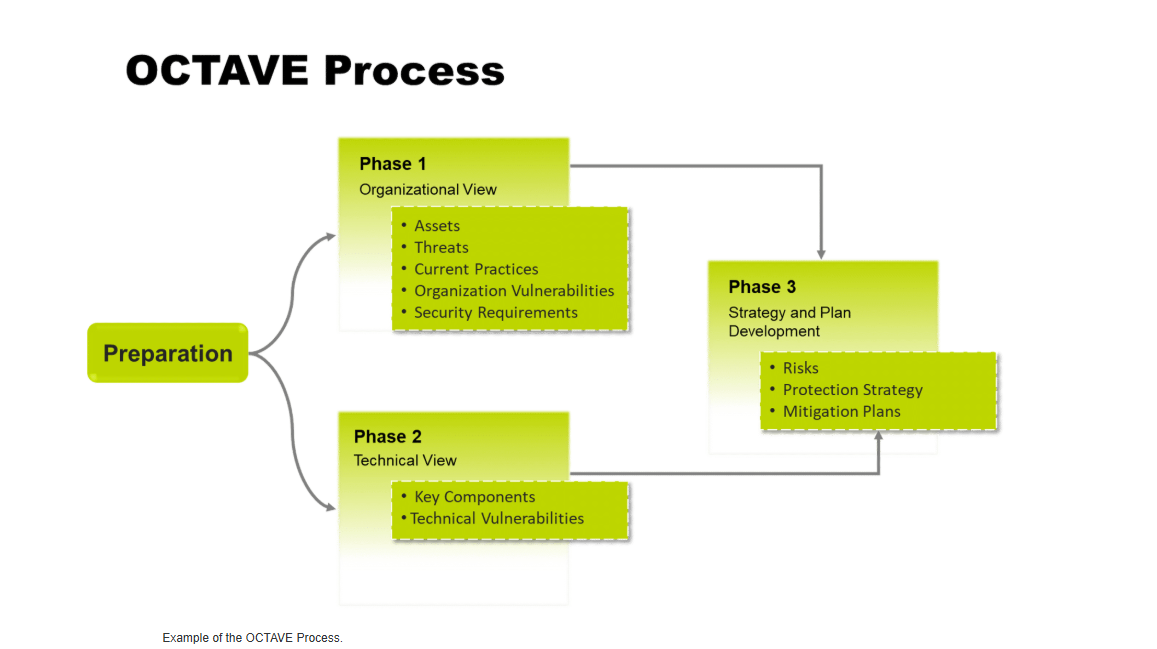 OCTAVE Process
Phase 1
Organizational View
• Assets
• Threats
• Current Practices
• Organization Vulnerabilities
• Security Requirements
Preparation
Phase 2
Technical View
• Key Components
• Technical Vulnerabilities
Phase 3
Strategy and Plan
Development
• Risks
• Protection Strategy
• Mitigation Plans
Example of the OCTAVE Process.